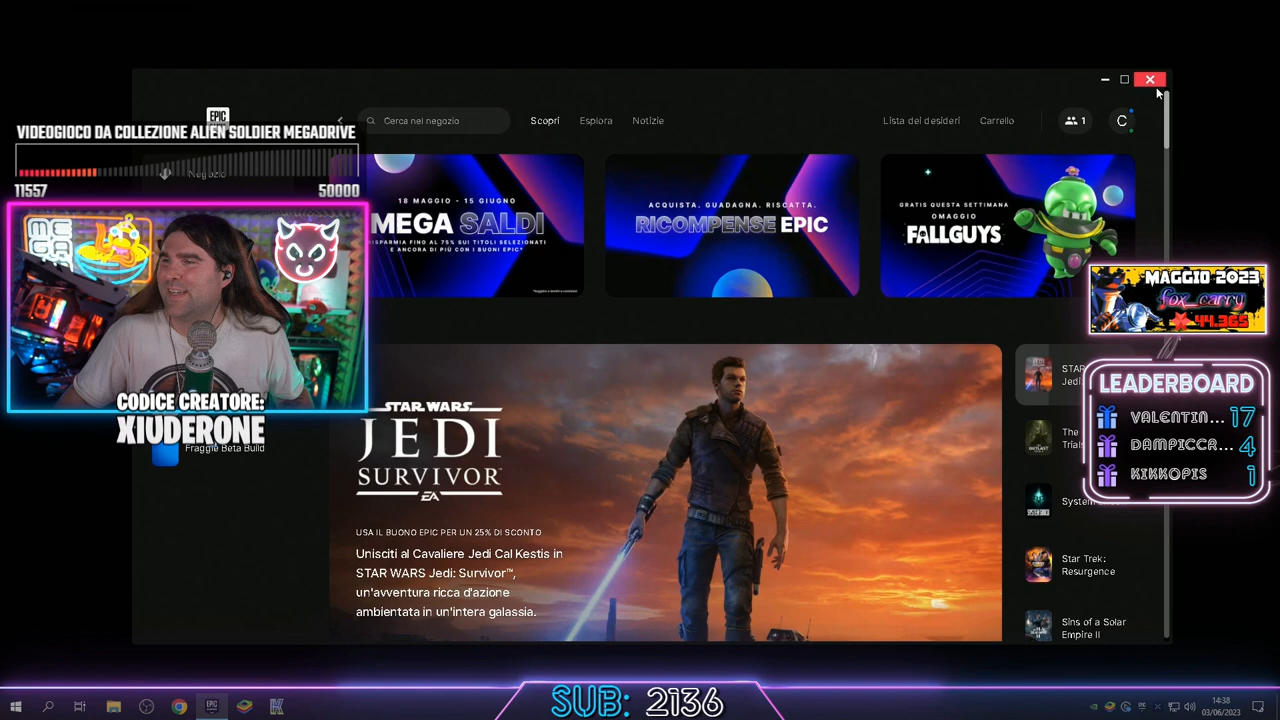 EPIC
Cerca nel negozio
Scopri
Esplora
Notizie
Lista dei desideri
Carrello
1
C
VIDEOGIOCO DA COLLEZIONE ALIEN SOLDIER MEGADRIVE
Negozio
11557
50000
18 MAGGIO - 15 GIUGNO
MEGA SALDI
RISPARMIA FINO AL 75% SUI TITOLI SELEZIONATI
E ANCORA DI PIÙ CON I BUONI EPIC*
ACQUISTA. GUADAGNA. RISCATTA.
RICOMPENSE EPIC
GRATIS QUESTA SETTIMANA
OMAGGIO
FALLGUYS
MAGGIO 2023
fox_carry
44.365
CODICE CREATORE:
XIUDERONE
Fraggle Beta Build
STAR WARS
JEDI
SURVIVOR
EA
USA IL BUONO EPIC PER UN 25% DI SCONTO
Unisciti al Cavaliere Jedi Cal Kestis in
STAR WARS Jedi: Survivor™,
un'avventura ricca d'azione
ambientata in un'intera galassia.
STAR
Jedi
The
Trials
System
Star Trek:
Resurgence
Sins of a Solar
Empire II
LEADERBOARD
VALENTIN... 17
DAMPICCR... 4
KIKKOPIS 1
SUB: 2136
14:38
03/06/2023